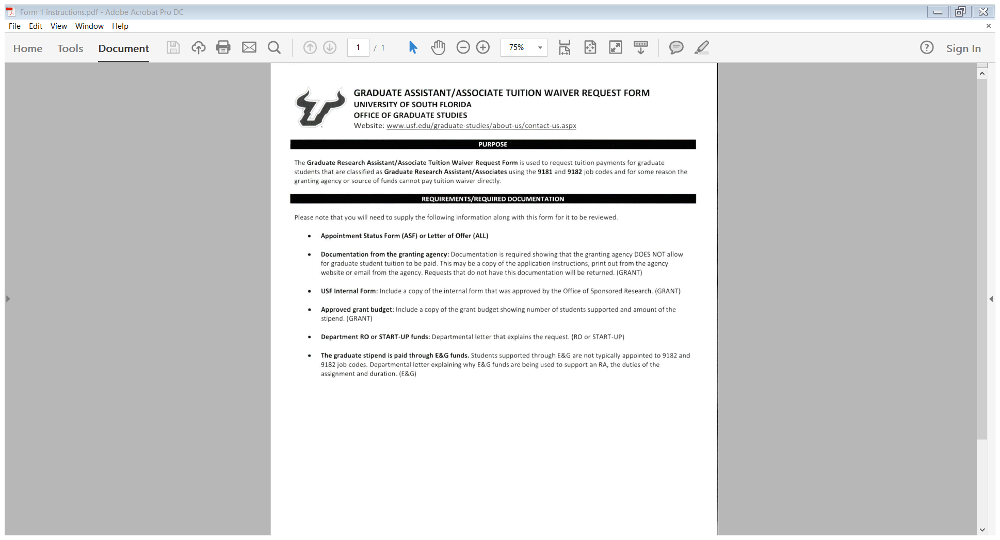 Form 1 instructions.pdf - Adobe Acrobat Pro DC
File Edit View Window Help
Home Tools Document 1 / 1 75% Sign In
GRADUATE ASSISTANT/ASSOCIATE TUITION WAIVER REQUEST FORM
UNIVERSITY OF SOUTH FLORIDA
OFFICE OF GRADUATE STUDIES
Website: www.usf.edu/graduate-studies/about-us/contact-us.aspx
PURPOSE
The Graduate Research Assistant/Associate Tuition Waiver Request Form is used to request tuition payments for graduate
students that are classified as Graduate Research Assistant/Associates using the 9181 and 9182 job codes and for some reason the
granting agency or source of funds cannot pay tuition waiver directly.
REQUIREMENTS/REQUIRED DOCUMENTATION
Please note that you will need to supply the following information along with this form for it to be reviewed.
• Appointment Status Form (ASF) or Letter of Offer (ALL)
• Documentation from the granting agency: Documentation is required showing that the granting agency DOES NOT allow
for graduate student tuition to be paid. This may be a copy of the application instructions, print out from the agency
website or email from the agency. Requests that do not have this documentation will be returned. (GRANT)
• USF Internal Form: Include a copy of the internal form that was approved by the Office of Sponsored Research. (GRANT)
• Approved grant budget: Include a copy of the grant budget showing number of students supported and amount of the
stipend. (GRANT)
• Department RO or START-UP funds: Departmental letter that explains the request. (RO or START-UP)
• The graduate stipend is paid through E&G funds. Students supported through E&G are not typically appointed to 9182 and
9182 job codes. Departmental letter explaining why E&G funds are being used to support an RA, the duties of the
assignment and duration. (E&G)